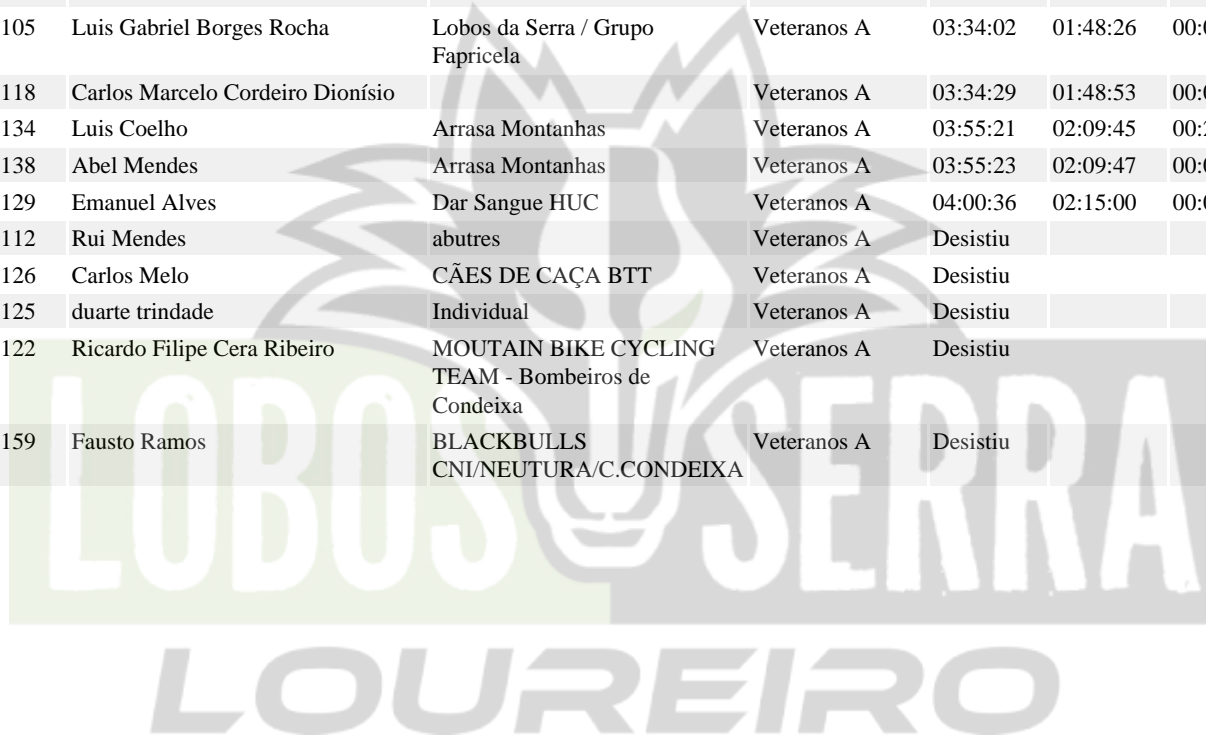 105 Luis Gabriel Borges Rocha Lobos da Serra / Grupo Veteranos A 03:34:02 01:48:26
Fapricela
118 Carlos Marcelo Cordeiro Dionísio Veteranos A 03:34:29 01:48:53
134 Luis Coelho Arrasa Montanhas Veteranos A 03:55:21 02:09:45
138 Abel Mendes Arrasa Montanhas Veteranos A 03:55:23 02:09:47
129 Emanuel Alves Dar Sangue HUC Veteranos A 04:00:36 02:15:00
112 Rui Mendes abutres Veteranos A Desistiu
126 Carlos Melo CÃES DE CAÇA BTT Veteranos A Desistiu
125 duarte trindade Individual Veteranos A Desistiu
122 Ricardo Filipe Cera Ribeiro MOUTAIN BIKE CYCLING Veteranos A Desistiu
TEAM - Bombeiros de
Condeixa
159 Fausto Ramos BLACKBULLS Veteranos A Desistiu
CNI/NEUTURA/C.CONDEIXA
LOBOS SERRA
LOUREIRO